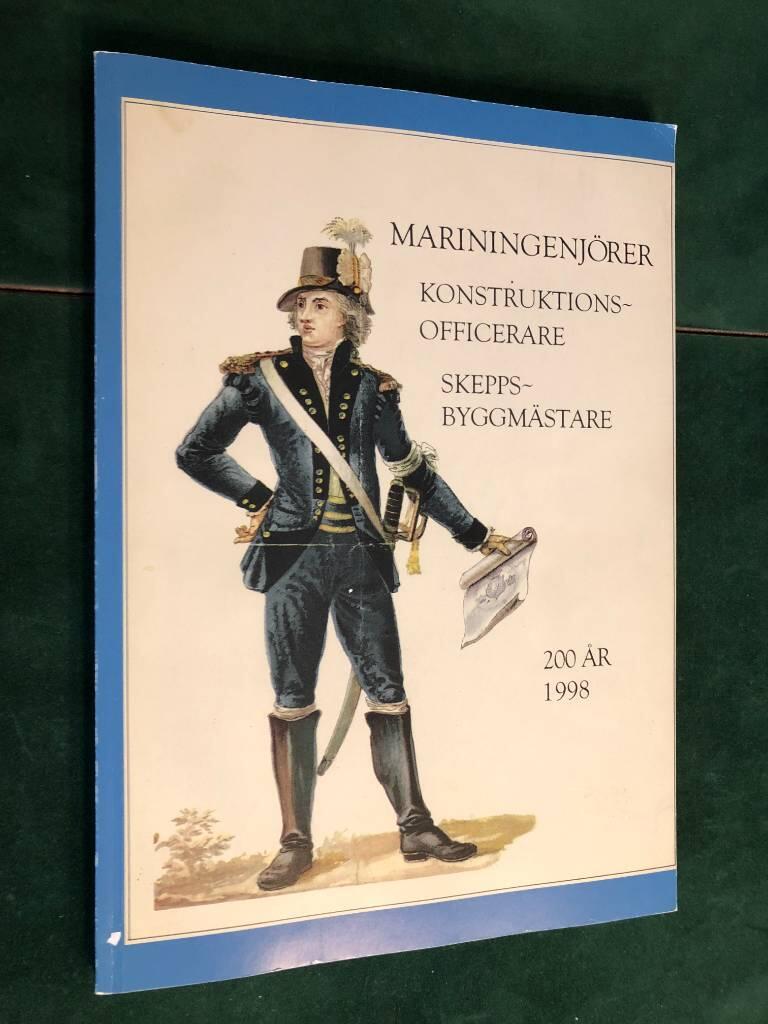 MARININGENJÖRER
KONSTRUKTIONS~
OFFICERARE
SKEPPS~
BYGGMÄSTARE
200 ÅR
1998